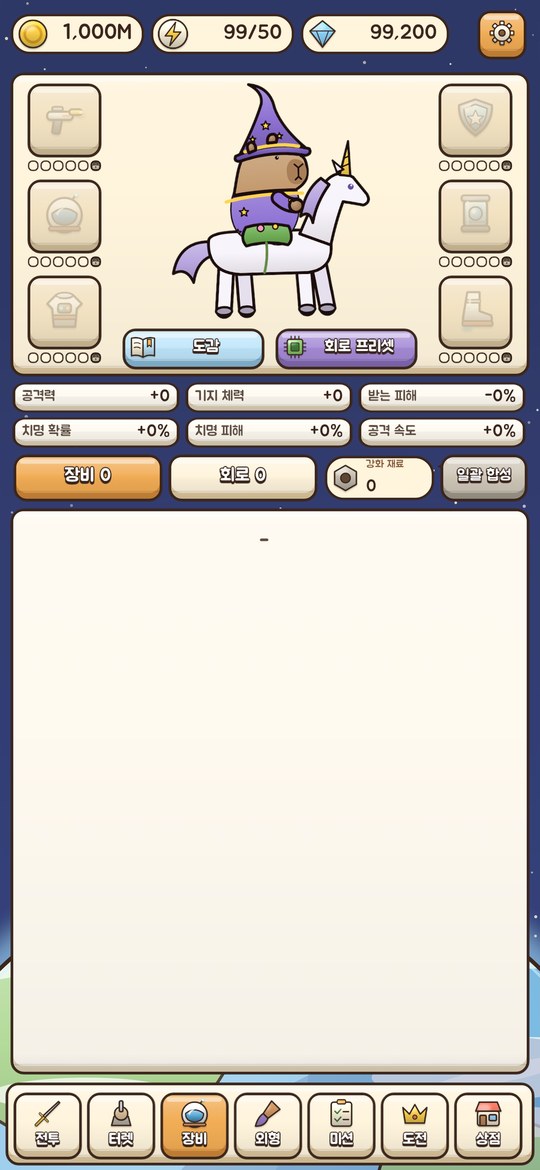 1,000M
99/50
99,200
도감
회로 프리셋
공격력 +0
기지 체력 +0
받는 피해 -0%
치명 확률 +0%
치명 피해 +0%
공격 속도 +0%
장비 0
회로 0
강화 재료
0
일괄 합성
-
전투
터렛
장비
외형
미션
도전
상점